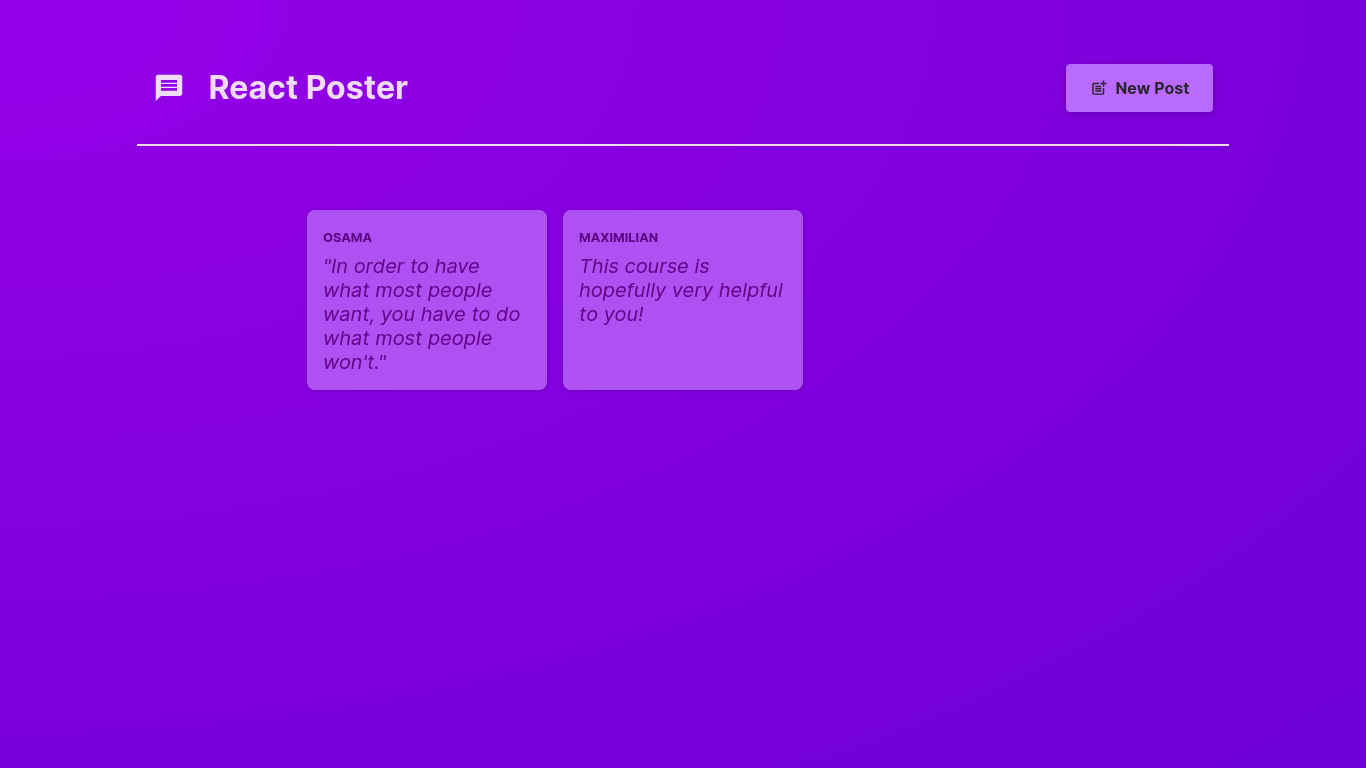 React Poster
New Post
OSAMA
"In order to have
what most people
want, you have to do
what most people
won't."
MAXIMILIAN
This course is
hopefully very helpful
to you!